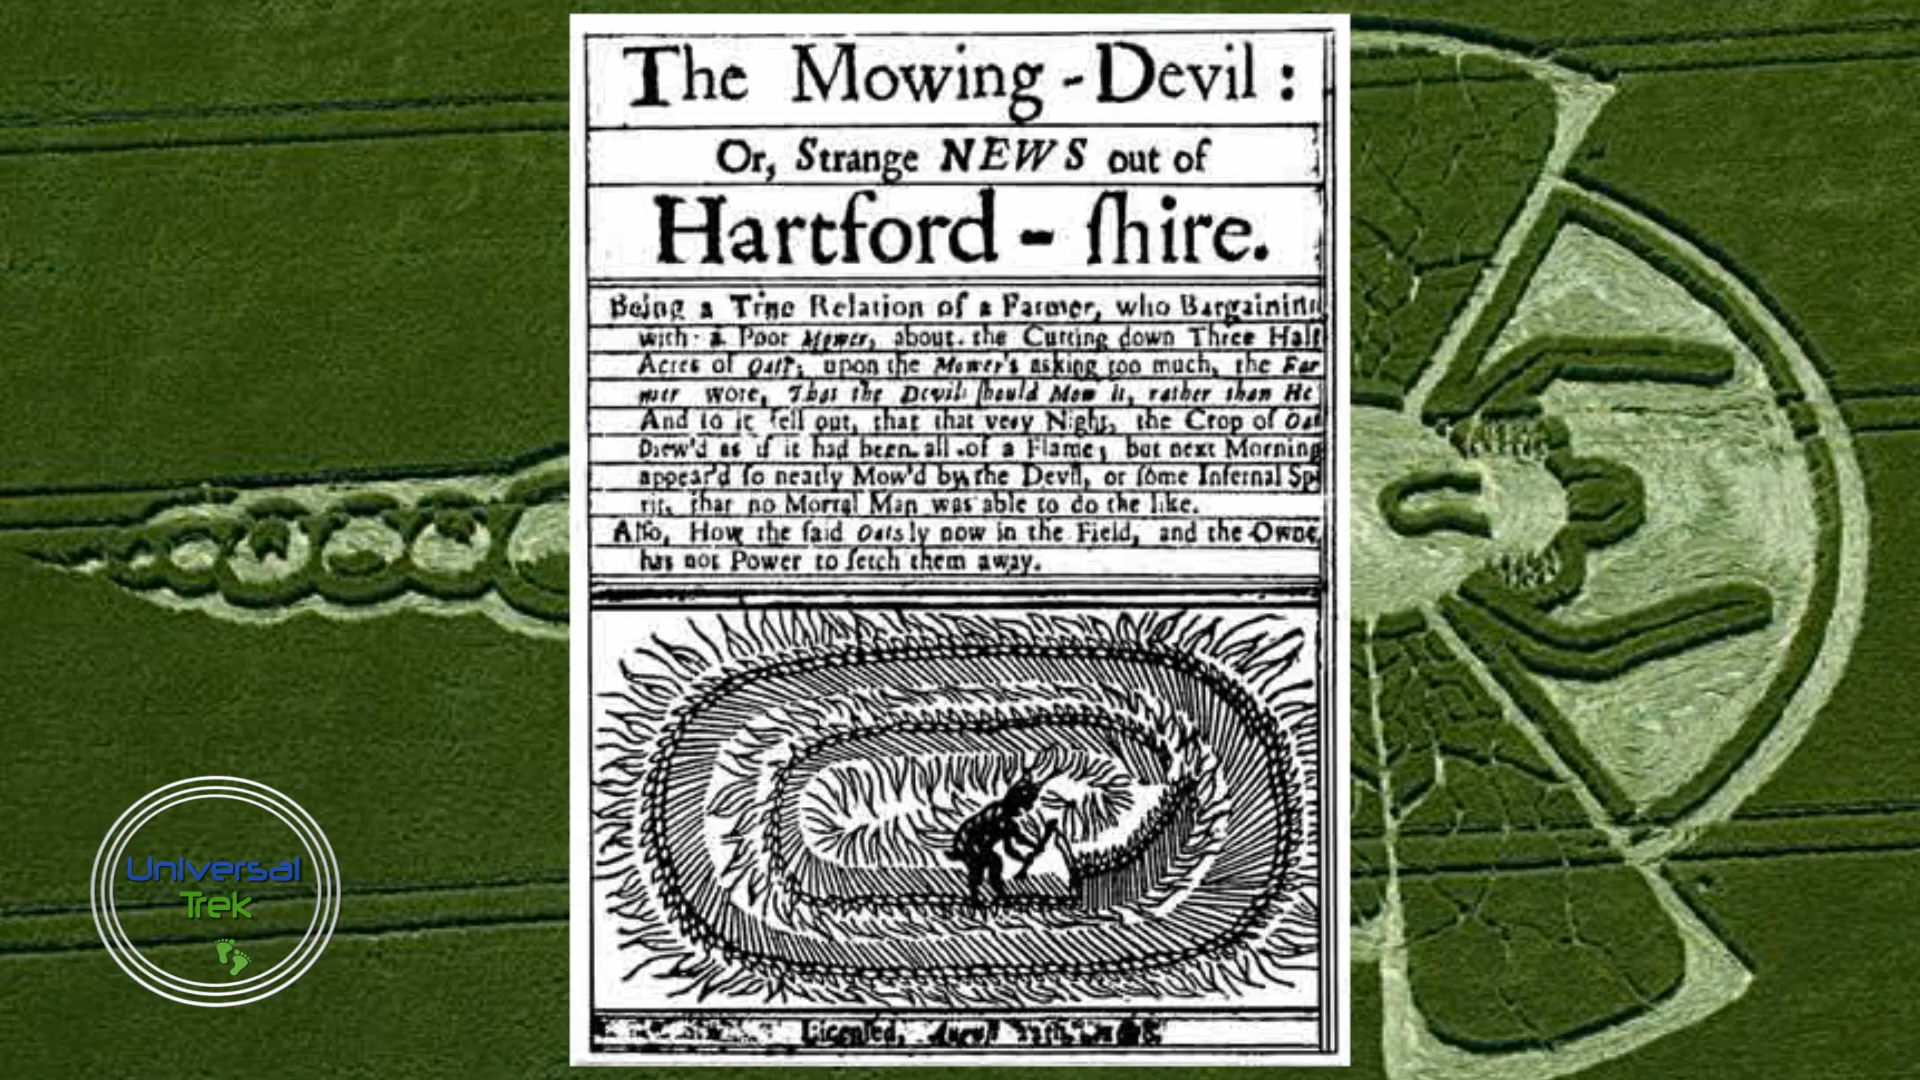 The Mowing-Devil:
Or, Strange NEWS out of
Hartford-ſhire.
Being a True Relation of a Farmer, who Bargaining
with a Poor Mower, about the Cutting down Three Half
Acres of Oats; upon the Mower's asking too much, the Far
mer ſwore, That the Devil ſhould Mow it, rather than He
And ſo it fell out, that that very Night, the Crop of Oat
ſhew'd as if it had been all of a Flame; but next Morning
appear'd ſo neatly Mow'd by the Devil, or ſome Infernal Spi
rit, that no Mortal Man was able to do the like.
Alſo, How the ſaid Oats ly now in the Field, and the Owne
has not Power to fetch them away.
Licenſed,
Universal
Trek